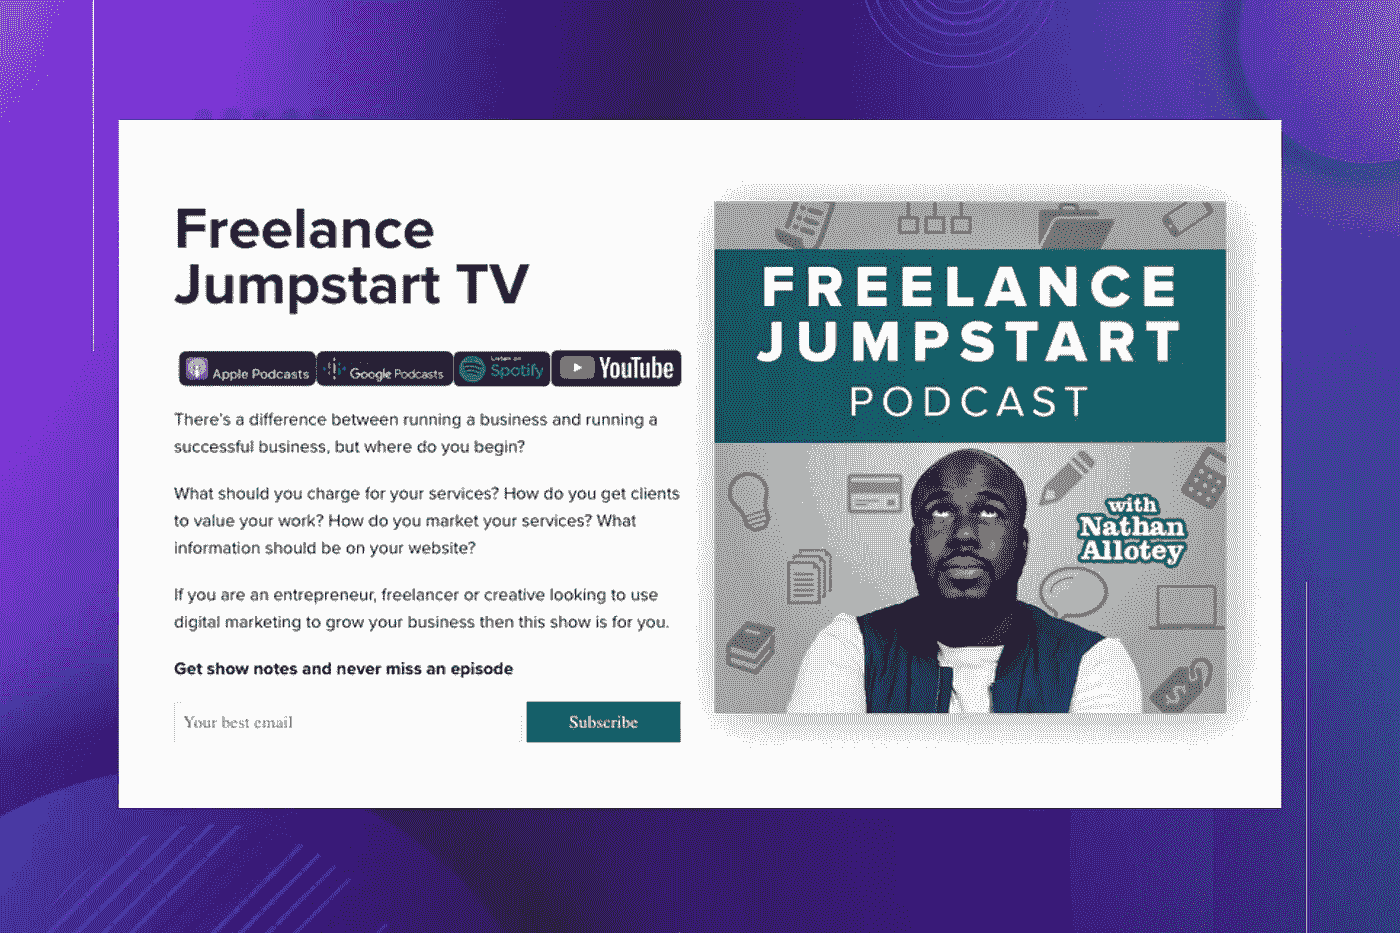 Freelance
Jumpstart TV
Apple Podcasts
Google Podcasts
Listen on
Spotify
YouTube
There's a difference between running a business and running a
successful business, but where do you begin?
What should you charge for your services? How do you get clients
to value your work? How do you market your services? What
information should be on your website?
If you are an entrepreneur, freelancer or creative looking to use
digital marketing to grow your business then this show is for you.
Get show notes and never miss an episode
Your best email
Subscribe
FREELANCE
JUMPSTART
PODCAST
with
Nathan
Allotey